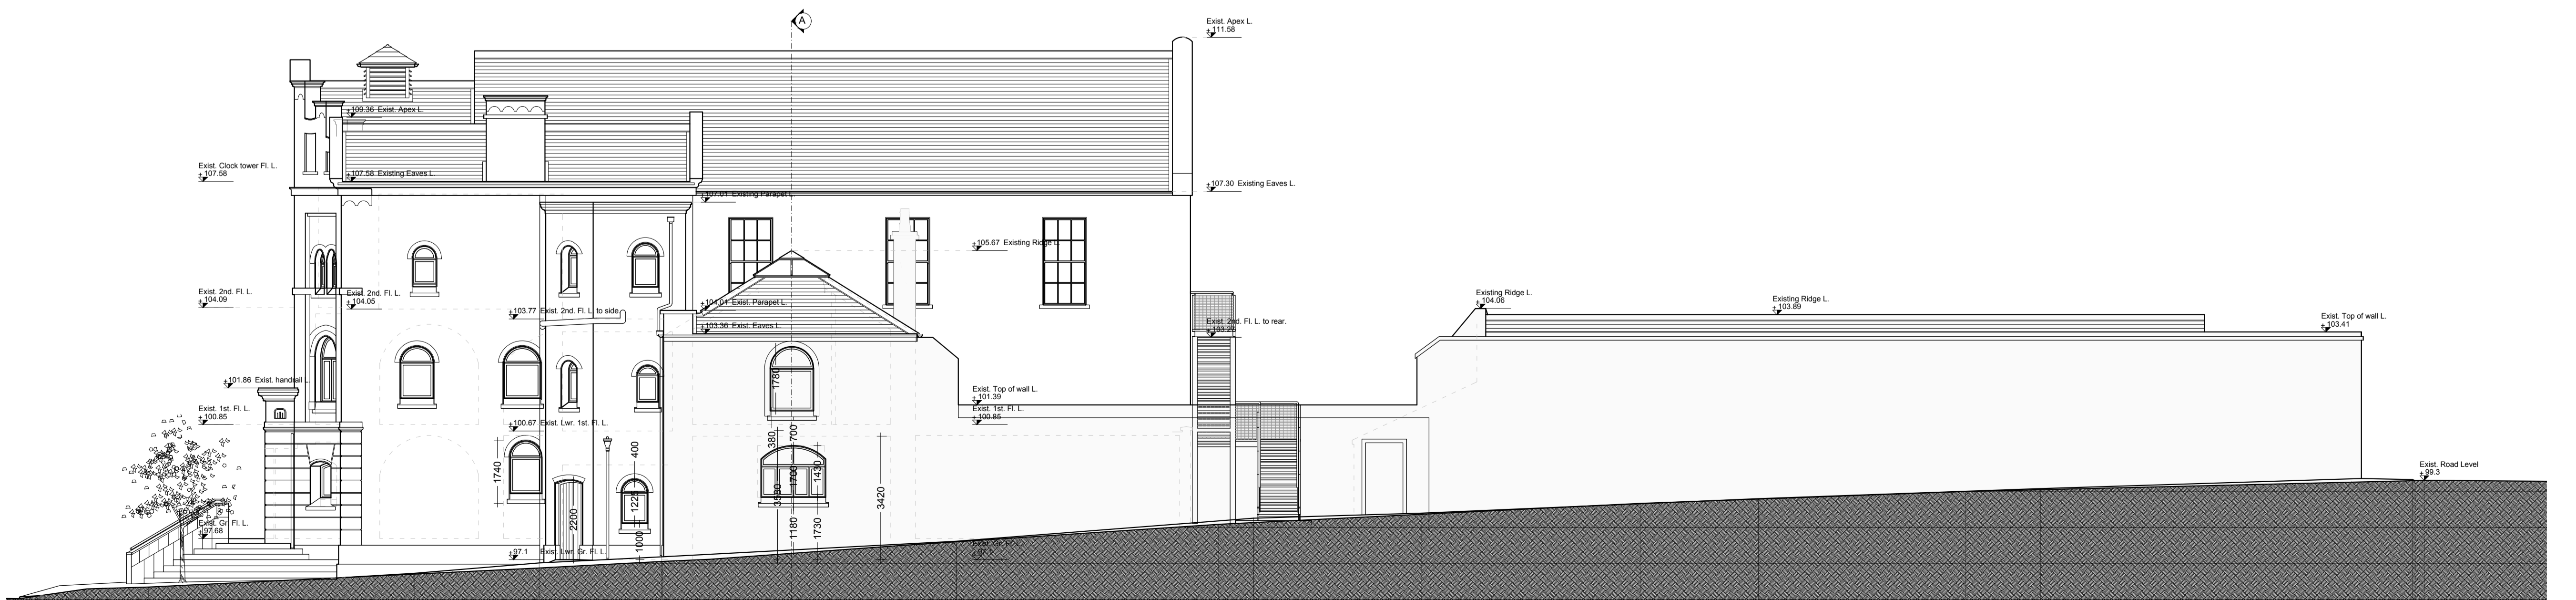 A
Exist. Apex L.
+111.58
+109.36 Exist. Apex L.
Exist. Clock tower Fl. L.
+107.58
+107.58 Existing Eaves L.
+107.30 Existing Eaves L.
+107.01 Existing Parapet L.
+105.67 Existing Ridge L.
Exist. 2nd. Fl. L.
+104.09
Exist. 2nd. Fl. L.
+104.05
+104.01 Exist. Parapet L.
Existing Ridge L.
+104.06
Existing Ridge L.
+103.89
+103.77 Exist. 2nd. Fl. L. to side
Exist. Top of wall L.
+103.41
+103.36 Exist. Eaves L.
Exist. 2nd. Fl. L. to rear.
+101.86 Exist. handrail L.
1780
Exist. Top of wall L.
+101.39
Exist. 1st. Fl. L.
+100.85
Exist. 1st. Fl. L.
+100.85
+100.67 Exist. Lwr. 1st. Fl. L.
380
700
400
1740
1700
1430
3580
3420
1225
2200
1000
1180
1730
Exist. Road Level
+99.3
Exist. Gr. Fl. L.
+97.68
+97.1 Exist. Lwr. Gr. Fl. L.
Exist. Gr. Fl. L.
+97.1